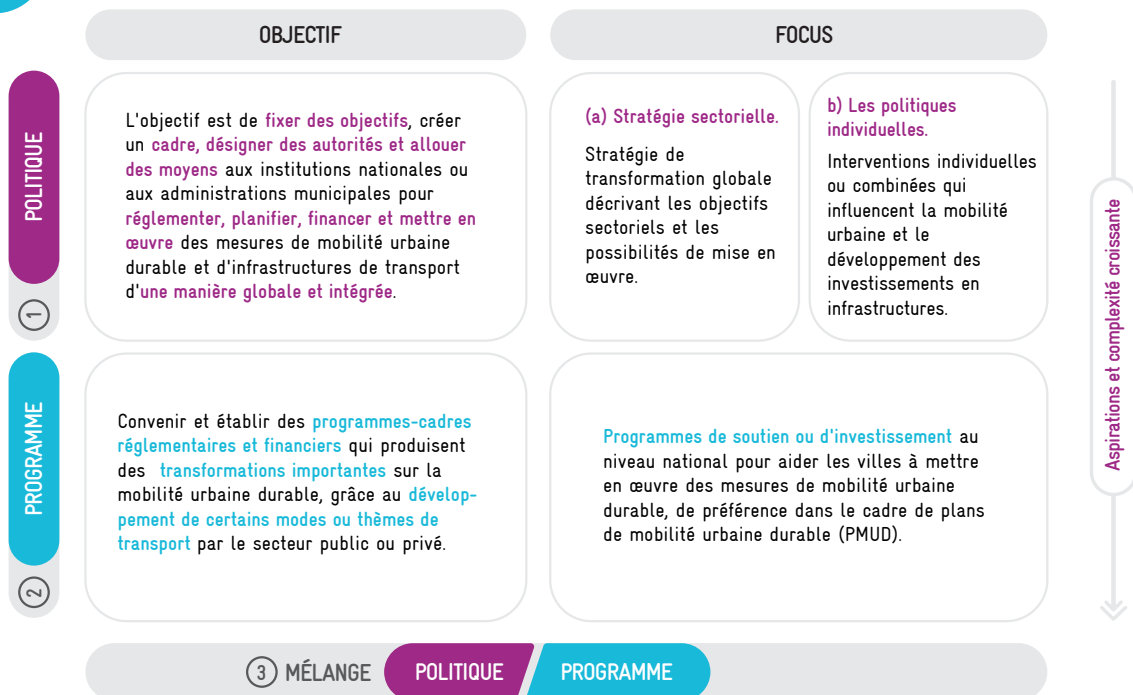 OBJECTIF
FOCUS
POLITIQUE
1
L'objectif est de fixer des objectifs, créer
un cadre, désigner des autorités et allouer
des moyens aux institutions nationales ou
aux administrations municipales pour
réglementer, planifier, financer et mettre en
œuvre des mesures de mobilité urbaine
durable et d'infrastructures de transport
d'une manière globale et intégrée.
(a) Stratégie sectorielle.
Stratégie de
transformation globale
décrivant les objectifs
sectoriels et les
possibilités de mise en
œuvre.
b) Les politiques
individuelles.
Interventions individuelles
ou combinées qui
influencent la mobilité
urbaine et le
développement des
investissements en
infrastructures.
PROGRAMME
2
Convenir et établir des programmes-cadres
réglementaires et financiers qui produisent
des transformations importantes sur la
mobilité urbaine durable, grâce au dévelop-
pement de certains modes ou thèmes de
transport par le secteur public ou privé.
Programmes de soutien ou d'investissement au
niveau national pour aider les villes à mettre
en œuvre des mesures de mobilité urbaine
durable, de préférence dans le cadre de plans
de mobilité urbaine durable (PMUD).
Aspirations et complexité croissante
3 MÉLANGE POLITIQUE PROGRAMME